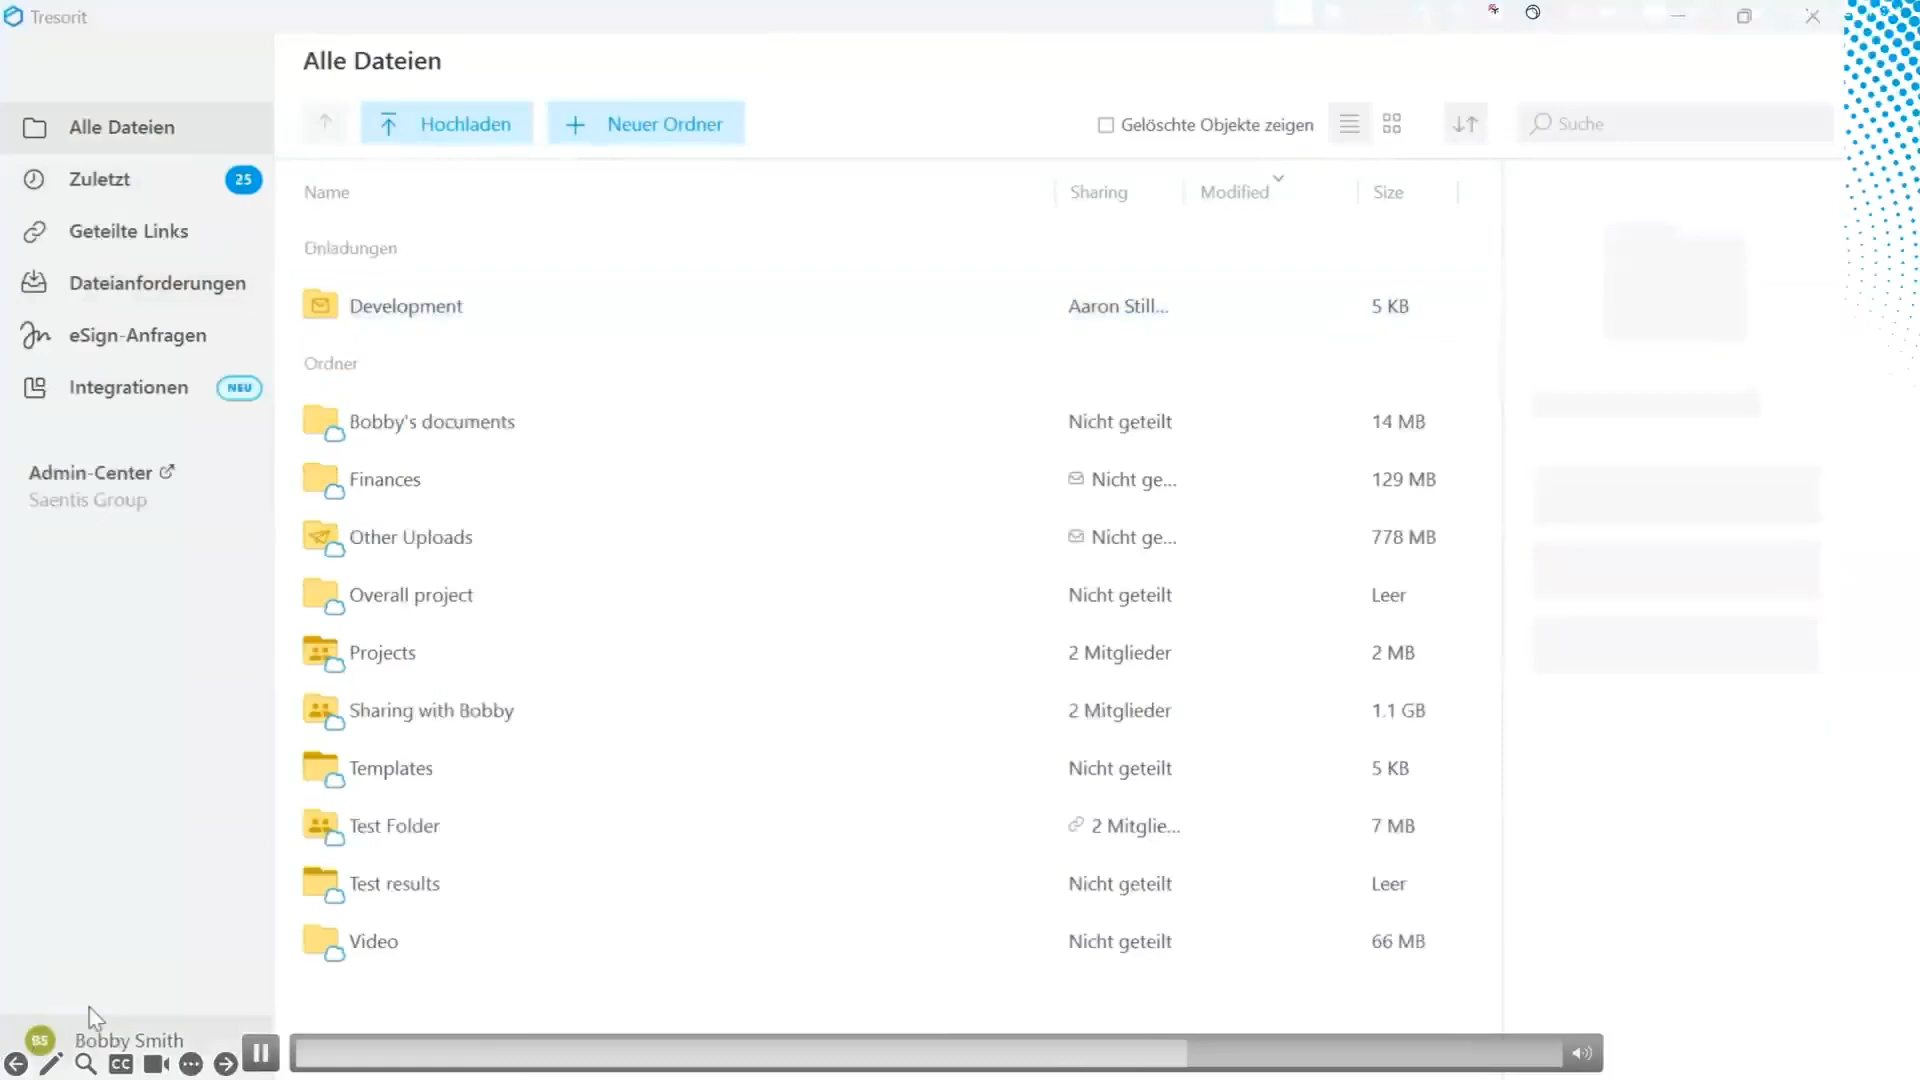 Tresorit
Alle Dateien
Hochladen
Neuer Ordner
Gelöschte Objekte zeigen
Suche
Alle Dateien
Zuletzt 25
Geteilte Links
Dateianforderungen
eSign-Anfragen
Integrationen NEU
Admin-Center
Saentis Group
Name Sharing Modified Size
Einladungen
Development Aaron Still... 5 KB
Ordner
Bobby's documents Nicht geteilt 14 MB
Finances Nicht ge... 129 MB
Other Uploads Nicht ge... 778 MB
Overall project Nicht geteilt Leer
Projects 2 Mitglieder 2 MB
Sharing with Bobby 2 Mitglieder 1.1 GB
Templates Nicht geteilt 5 KB
Test Folder 2 Mitglie... 7 MB
Test results Nicht geteilt Leer
Video Nicht geteilt 66 MB
BS Bobby Smith
CC